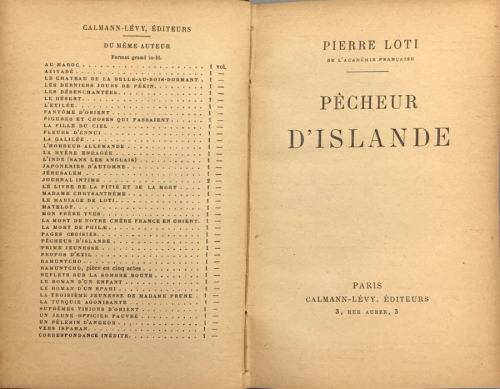 CALMANN-LÉVY, ÉDITEURS
DU MÊME AUTEUR
Format grand in-18.
AU MAROC . . . 1 vol.
AZIYADÉ . . . 1 —
LE CHATEAU DE LA BELLE-AU-BOIS-DORMANT . 1 —
LES DERNIERS JOURS DE PÉKIN. . . 1 —
LES DÉSENCHANTÉES. . . 1 —
LE DÉSERT. . . 1 —
L'EXILÉE. . . 1 —
FANTÔME D'ORIENT . . . 1 —
FIGURES ET CHOSES QUI PASSAIENT. . . 1 —
LA FILLE DU CIEL . . . 1 —
FLEURS D'ENNUI . . . 1 —
LA GALILÉE. . . 1 —
L'HORREUR ALLEMANDE . . . 1 —
LA HYÈNE ENRAGÉE . . . 1 —
L'INDE (SANS LES ANGLAIS) . . . 1 —
JAPONERIES D'AUTOMNE. . . 1 —
JÉRUSALEM . . . 1 —
JOURNAL INTIME . . . 2 —
LE LIVRE DE LA PITIÉ ET DE LA MORT . . . 1 —
MADAME CHRYSANTHÈME . . . 1 —
LE MARIAGE DE LOTI. . . 1 —
MATELOT. . . 1 —
MON FRÈRE YVES. . . 1 —
LA MORT DE NOTRE CHÈRE FRANCE EN ORIENT. 1 —
LA MORT DE PHILÆ. . . 1 —
PAGES CHOISIES. . . 1 —
PÊCHEUR D'ISLANDE . . . 1 —
PRIME JEUNESSE . . . 1 —
PROPOS D'EXIL . . . 1 —
RAMUNTCHO . . . 1 —
RAMUNTCHO, pièce en cinq actes . . . 1 —
REFLETS SUR LA SOMBRE ROUTE . . . 1 —
LE ROMAN D'UN ENFANT . . . 1 —
LE ROMAN D'UN SPAHI . . . 1 —
LA TROISIÈME JEUNESSE DE MADAME PRUNE . 1 —
LA TURQUIE AGONISANTE . . . 1 —
SUPRÊMES VISIONS D'ORIENT . . . 1 —
UN JEUNE OFFICIER PAUVRE . . . 1 —
UN PÈLERIN D'ANGKOR . . . 1 —
VERS ISPAHAN. . . 1 —
CORRESPONDANCE INÉDITE. . . 1 —
PIERRE LOTI
DE L'ACADÉMIE FRANÇAISE
PÊCHEUR
D'ISLANDE
PARIS
CALMANN-LÉVY, ÉDITEURS
3, RUE AUBER, 3